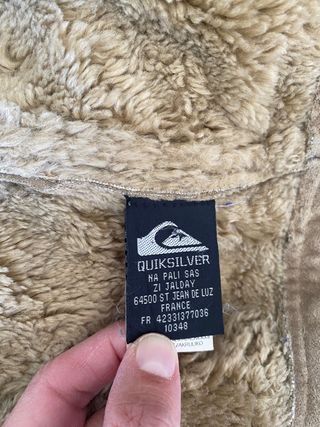 QUIKSILVER
NA PALI SAS
ZI JALDAY
64500 ST JEAN DE LUZ
FRANCE
FR 42331377036
10348